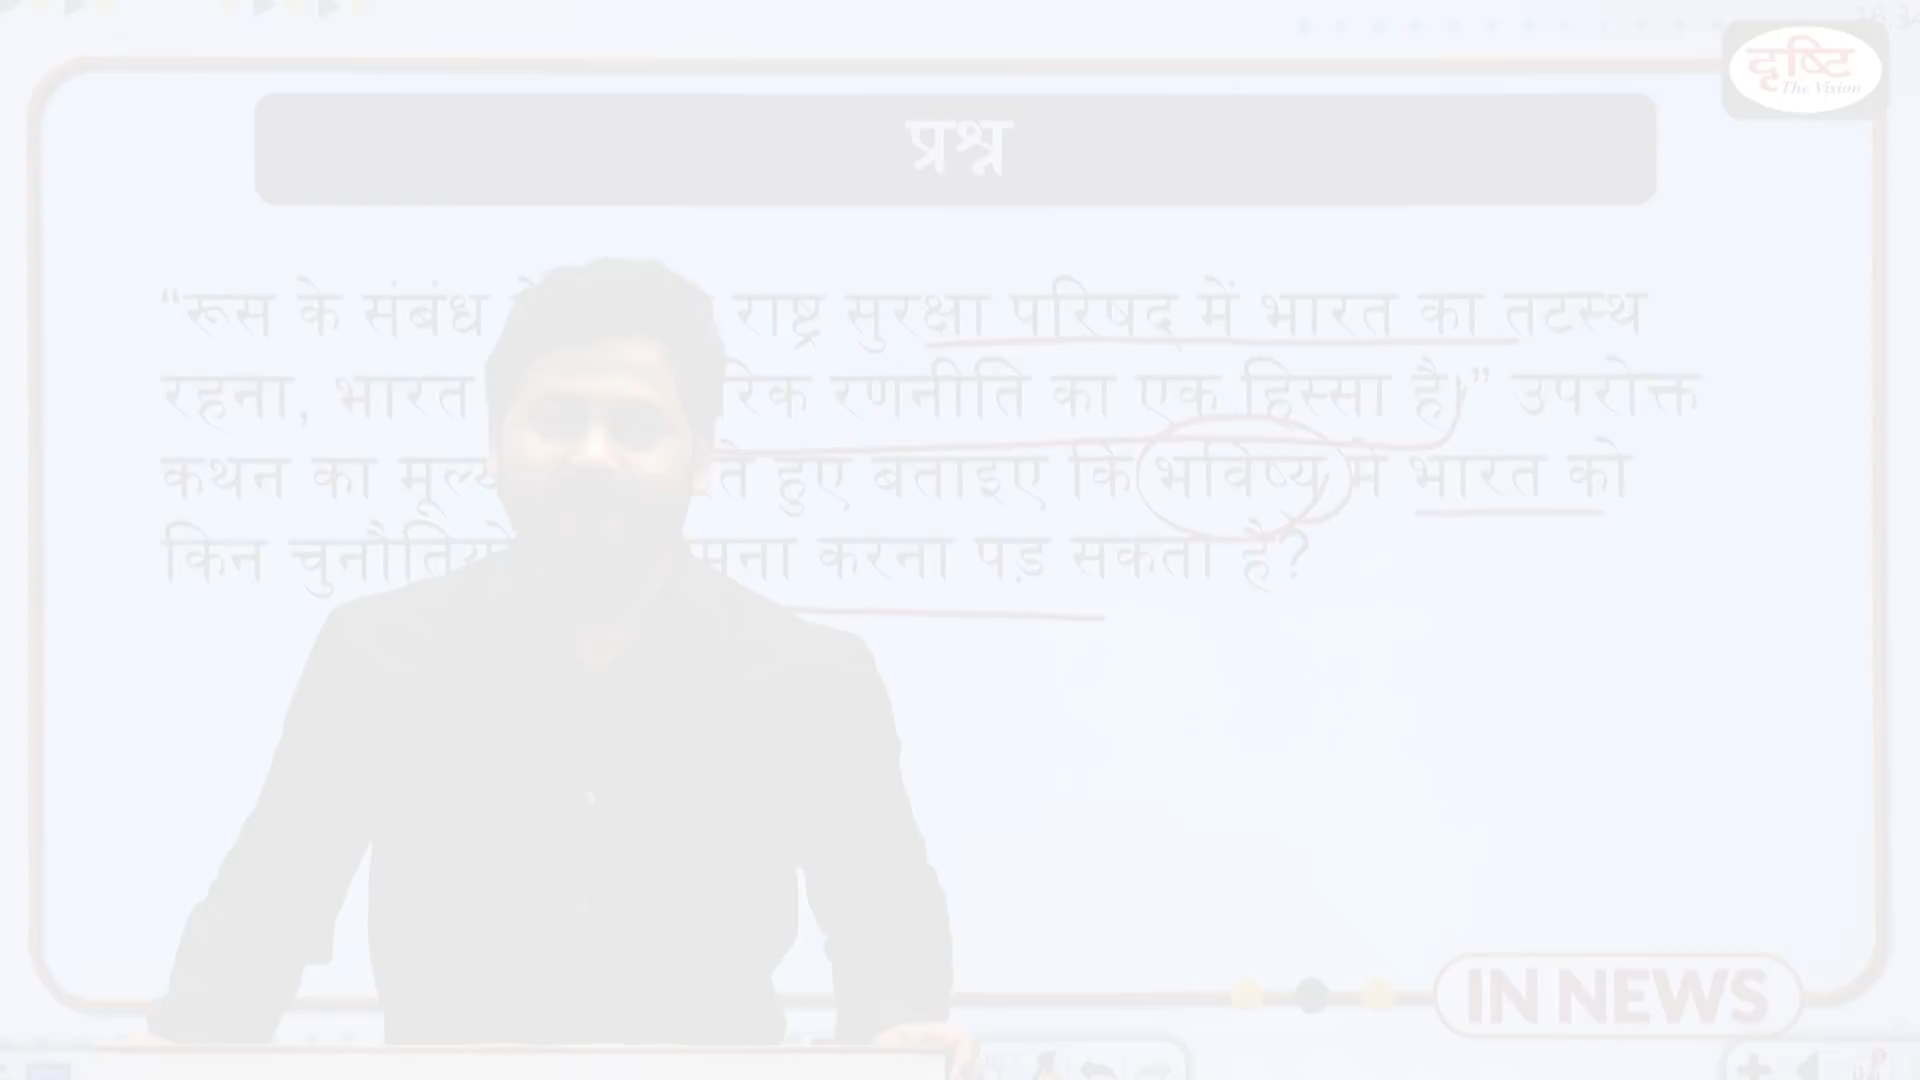 दृष्टि
The Vision
प्रश्न
“रूस के संबंध राष्ट्र सुरक्षा परिषद में भारत का तटस्थ
रहना, भारत रिक रणनीति का एक हिस्सा है।” उपरोक्त
कथन का मूल्य ते हुए बताइए कि भविष्य में भारत को
किन चुनौतियों मना करना पड़ सकता है?
IN NEWS